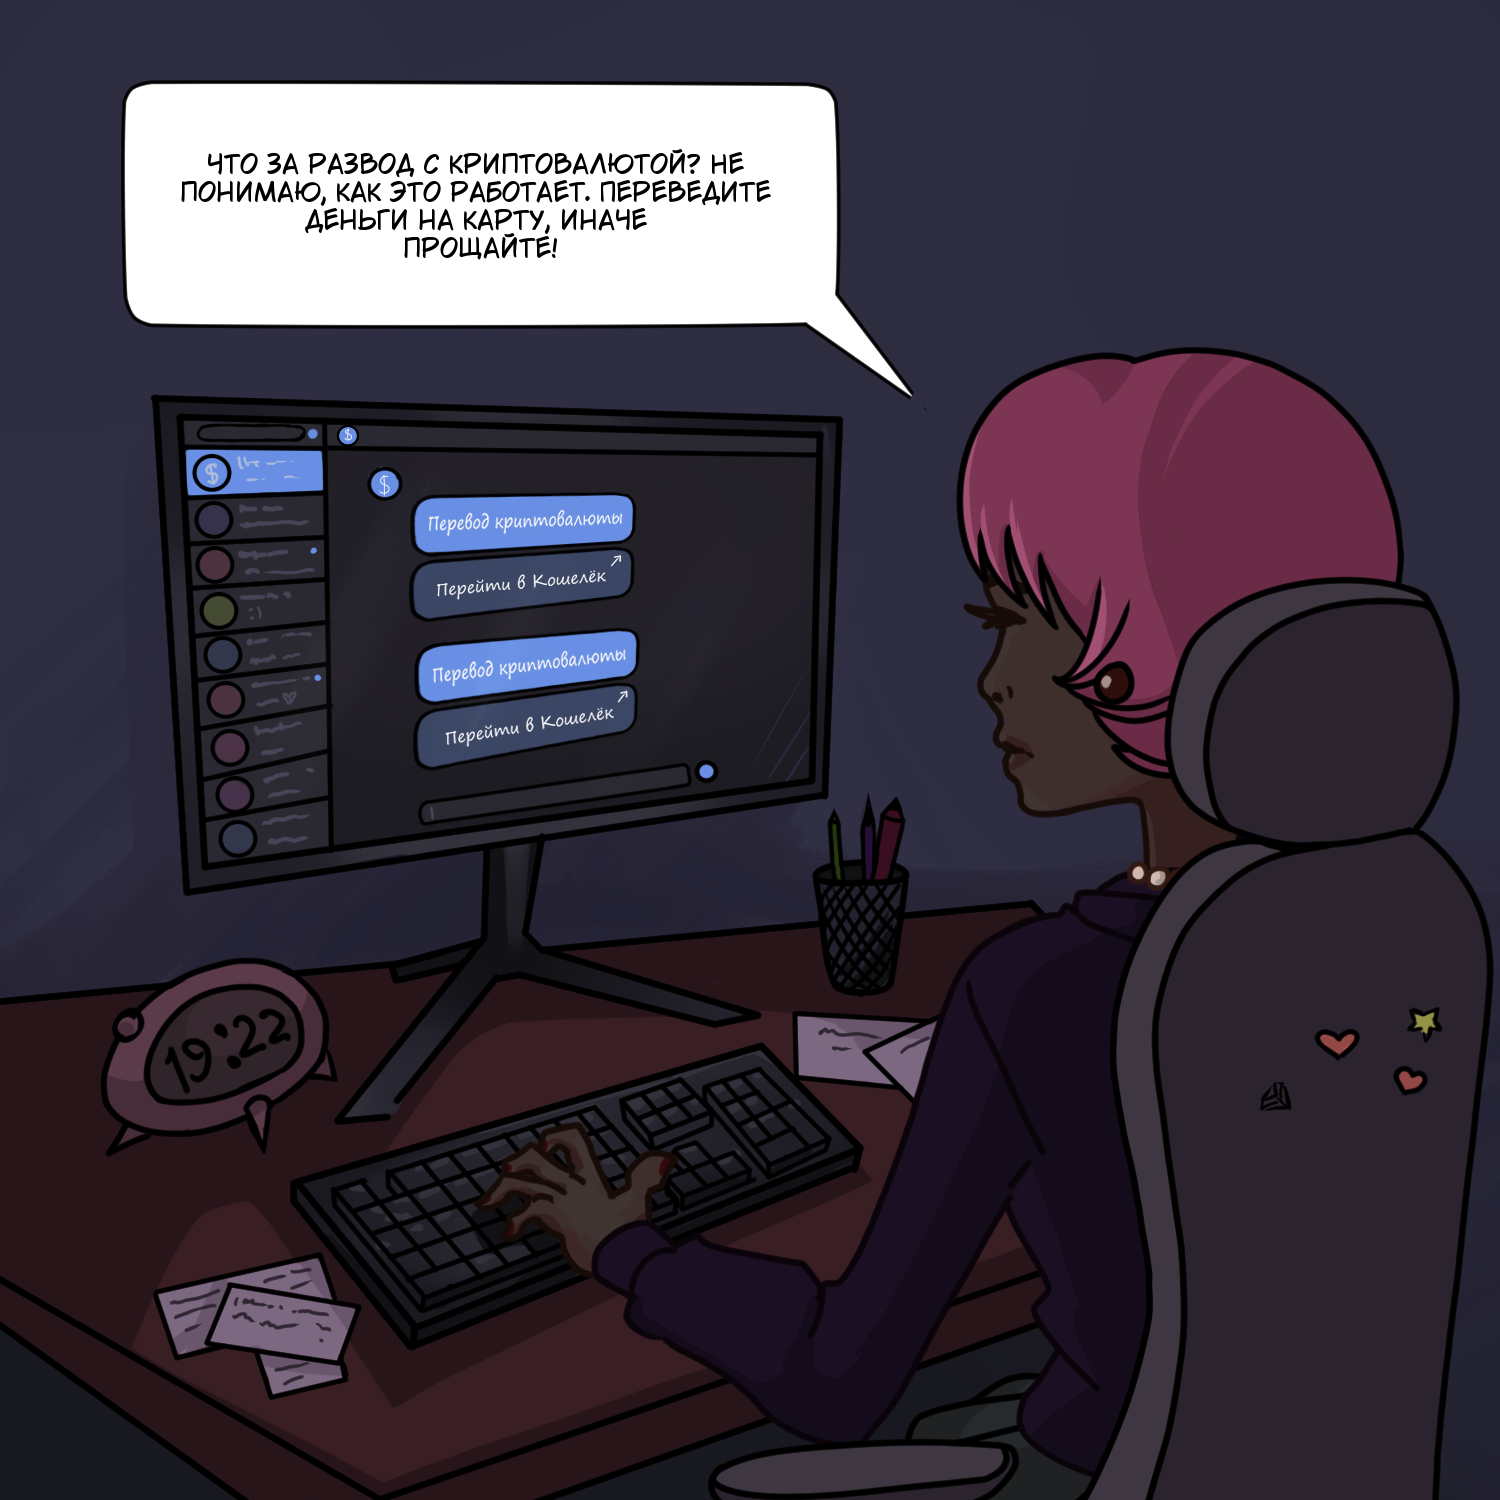 ЧТО ЗА РАЗВОД С КРИПТОВАЛЮТОЙ? НЕ
ПОНИМАЮ, КАК ЭТО РАБОТАЕТ. ПЕРЕВЕДИТЕ
ДЕНЬГИ НА КАРТУ, ИНАЧЕ
ПРОЩАЙТЕ!
$
$
$
Перевод криптовалюты
Перейти в Кошелёк
:)
Перевод криптовалюты
Перейти в Кошелёк
19:22